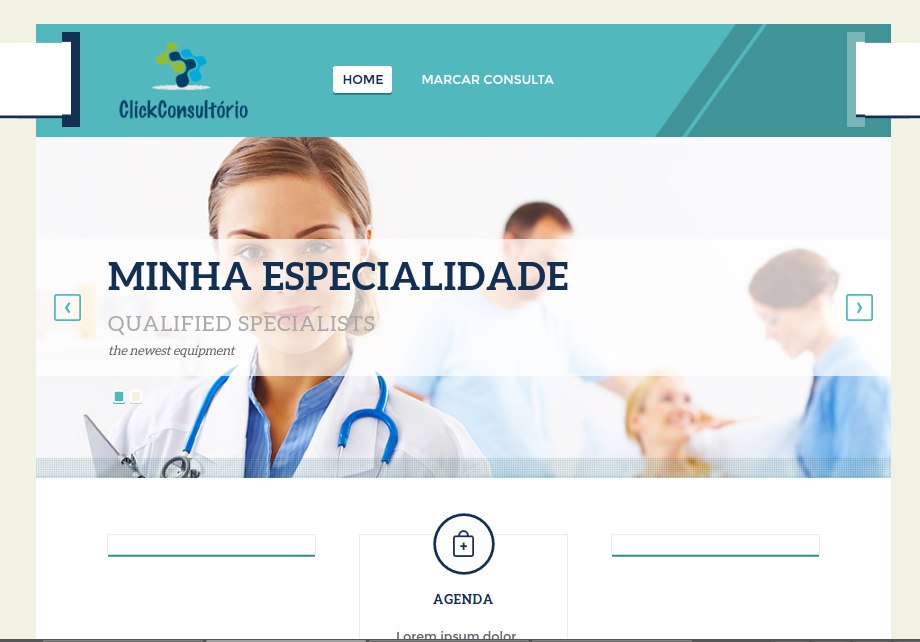 ClickConsultório
HOME
MARCAR CONSULTA
MINHA ESPECIALIDADE
QUALIFIED SPECIALISTS
the newest equipment
AGENDA
Lorem ipsum dolor